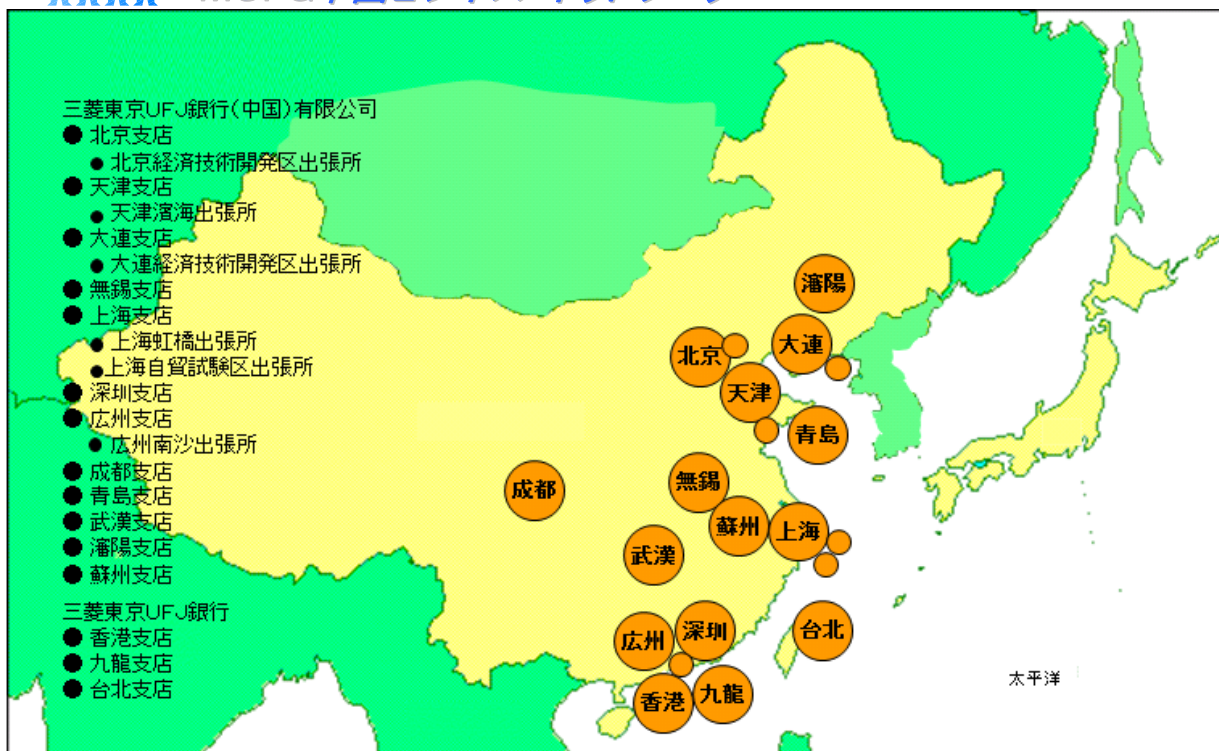 三菱東京UFJ銀行(中国)有限公司
● 北京支店
● 北京経済技術開発区出張所
● 天津支店
● 天津濱海出張所
● 大連支店
● 大連経済技術開発区出張所
● 無錫支店
● 上海支店
● 上海虹橋出張所
● 上海自貿試験区出張所
● 深圳支店
● 広州支店
● 広州南沙出張所
● 成都支店
● 青島支店
● 武漢支店
● 瀋陽支店
● 蘇州支店
三菱東京UFJ銀行
● 香港支店
● 九龍支店
● 台北支店
瀋陽
大連
北京
天津
青島
成都
無錫
蘇州
上海
武漢
広州
深圳
台北
香港
九龍
太平洋